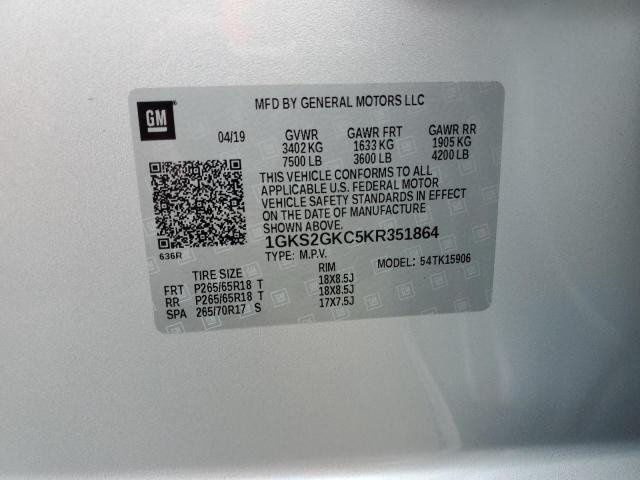 GM
MFD BY GENERAL MOTORS LLC
04/19 GVWR GAWR FRT GAWR RR
3402 KG 1633 KG 1905 KG
7500 LB 3600 LB 4200 LB
THIS VEHICLE CONFORMS TO ALL
APPLICABLE U.S. FEDERAL MOTOR
VEHICLE SAFETY STANDARDS IN EFFECT
ON THE DATE OF MANUFACTURE
SHOWN ABOVE.
636R
1GKS2GKC5KR351864
TYPE: M.P.V. MODEL: 54TK15906
TIRE SIZE RIM
FRT P265/65R18 T 18X8.5J
RR P265/65R18 T 18X8.5J
SPA 265/70R17 S 17X7.5J